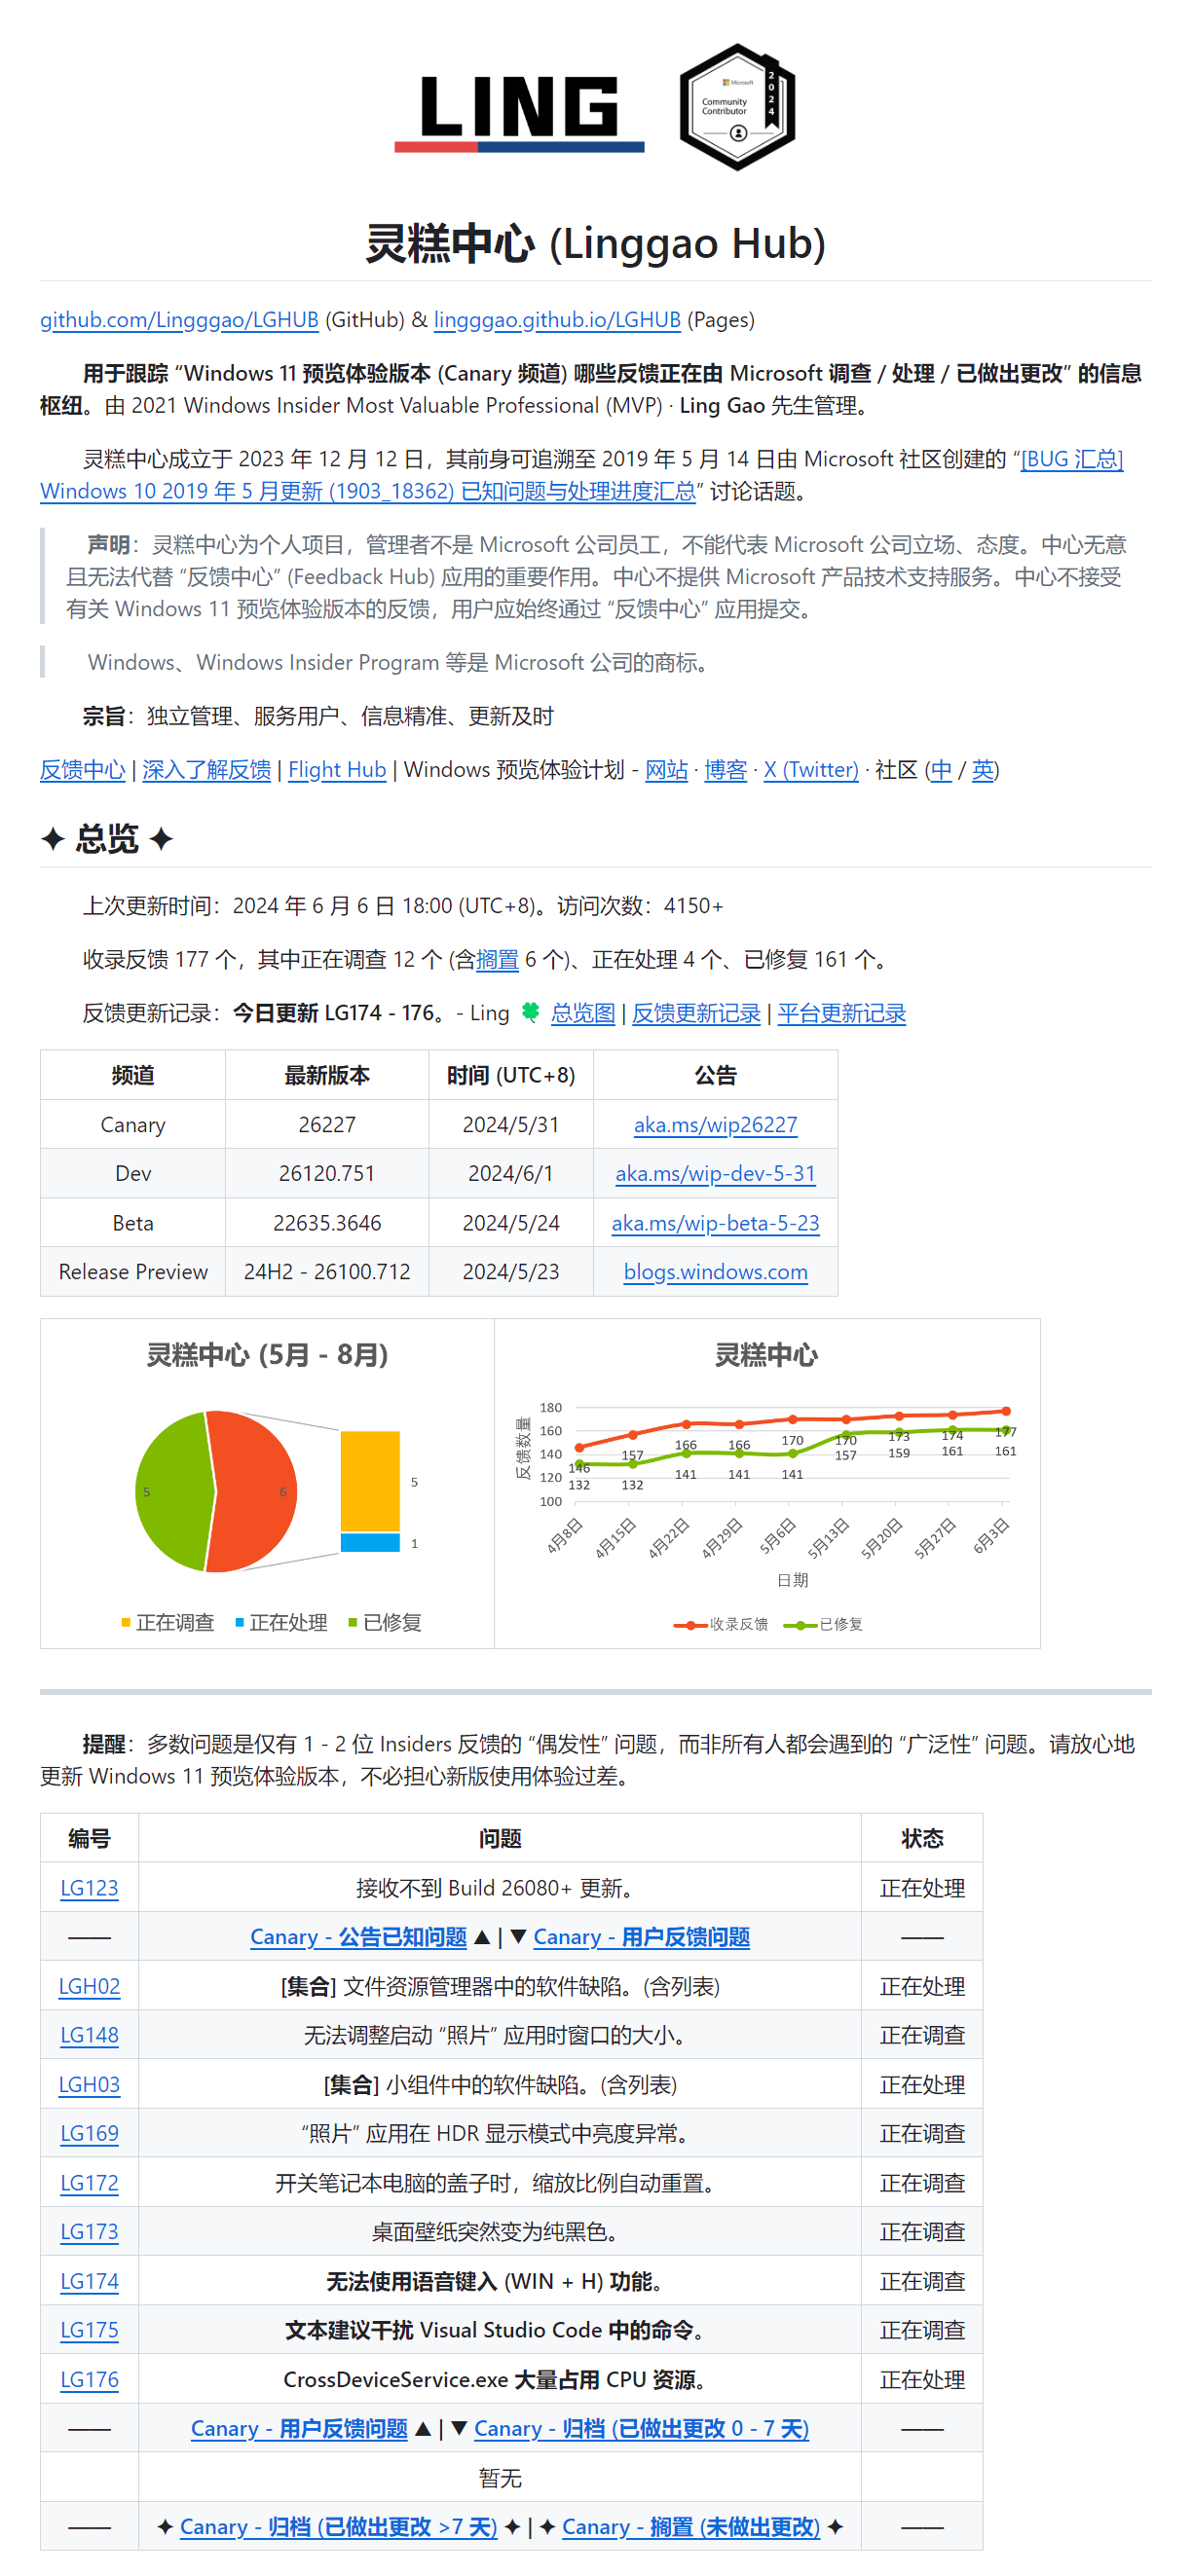 LING
Microsoft
Community
Contributor
2024
灵糕中心 (Linggao Hub)
github.com/Lingggao/LGHUB (GitHub) & lingggao.github.io/LGHUB (Pages)
用于跟踪 “Windows 11 预览体验版本 (Canary 频道) 哪些反馈正在由 Microsoft 调查 / 处理 / 已做出更改” 的信息
枢纽。由 2021 Windows Insider Most Valuable Professional (MVP) · Ling Gao 先生管理。
灵糕中心成立于 2023 年 12 月 12 日，其前身可追溯至 2019 年 5 月 14 日由 Microsoft 社区创建的 “[BUG 汇总]
Windows 10 2019 年 5 月更新 (1903_18362) 已知问题与处理进度汇总” 讨论话题。
声明：灵糕中心为个人项目，管理者不是 Microsoft 公司员工，不能代表 Microsoft 公司立场、态度。中心无意
且无法代替 “反馈中心” (Feedback Hub) 应用的重要作用。中心不提供 Microsoft 产品技术支持服务。中心不接受
有关 Windows 11 预览体验版本的反馈，用户应始终通过 “反馈中心” 应用提交。
Windows、Windows Insider Program 等是 Microsoft 公司的商标。
宗旨：独立管理、服务用户、信息精准、更新及时
反馈中心 | 深入了解反馈 | Flight Hub | Windows 预览体验计划 - 网站 · 博客 · X (Twitter) · 社区 (中 / 英)
✦ 总览 ✦
上次更新时间：2024 年 6 月 6 日 18:00 (UTC+8)。访问次数：4150+
收录反馈 177 个，其中正在调查 12 个 (含搁置 6 个)、正在处理 4 个、已修复 161 个。
反馈更新记录：今日更新 LG174 - 176。- Ling 🍀 总览图 | 反馈更新记录 | 平台更新记录
频道 最新版本 时间 (UTC+8) 公告
Canary 26227 2024/5/31 aka.ms/wip26227
Dev 26120.751 2024/6/1 aka.ms/wip-dev-5-31
Beta 22635.3646 2024/5/24 aka.ms/wip-beta-5-23
Release Preview 24H2 - 26100.712 2024/5/23 blogs.windows.com
灵糕中心 (5月 - 8月)
5 6 5
1
正在调查 正在处理 已修复
灵糕中心
反馈数量
180
160
140
120
100
146 157 166 166 170 170 173 174 177
132 132 141 141 141 157 159 161 161
4月8日 4月15日 4月22日 4月29日 5月6日 5月13日 5月20日 5月27日 6月3日
日期
收录反馈 已修复
提醒：多数问题是仅有 1 - 2 位 Insiders 反馈的 “偶发性” 问题，而非所有人都会遇到的 “广泛性” 问题。请放心地
更新 Windows 11 预览体验版本，不必担心新版使用体验过差。
编号 问题 状态
LG123 接收不到 Build 26080+ 更新。 正在处理
—— Canary - 公告已知问题 ▲ | ▼ Canary - 用户反馈问题 ——
LGH02 [集合] 文件资源管理器中的软件缺陷。(含列表) 正在处理
LG148 无法调整启动 “照片” 应用时窗口的大小。 正在调查
LGH03 [集合] 小组件中的软件缺陷。(含列表) 正在处理
LG169 “照片” 应用在 HDR 显示模式中亮度异常。 正在调查
LG172 开关笔记本电脑的盖子时，缩放比例自动重置。 正在调查
LG173 桌面壁纸突然变为纯黑色。 正在调查
LG174 无法使用语音键入 (WIN + H) 功能。 正在调查
LG175 文本建议干扰 Visual Studio Code 中的命令。 正在调查
LG176 CrossDeviceService.exe 大量占用 CPU 资源。 正在处理
—— Canary - 用户反馈问题 ▲ | ▼ Canary - 归档 (已做出更改 0 - 7 天) ——
暂无
—— ✦ Canary - 归档 (已做出更改 >7 天) ✦ | ✦ Canary - 搁置 (未做出更改) ✦ ——